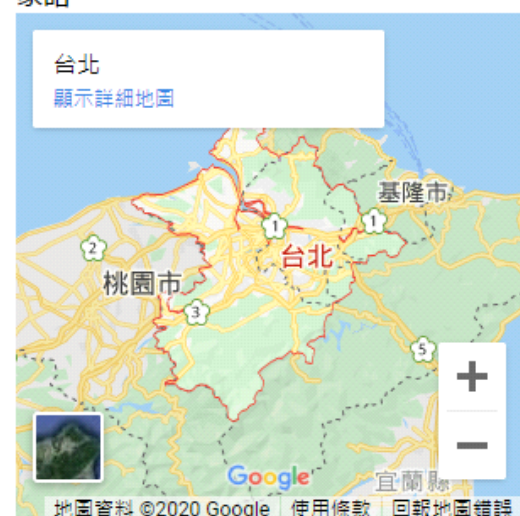 台北
顯示詳細地圖
基隆市
1
1
2
台北
桃園市
3
5
+
−
Google
宜蘭縣
地圖資料 ©2020 Google 使用條款 回報地圖錯誤